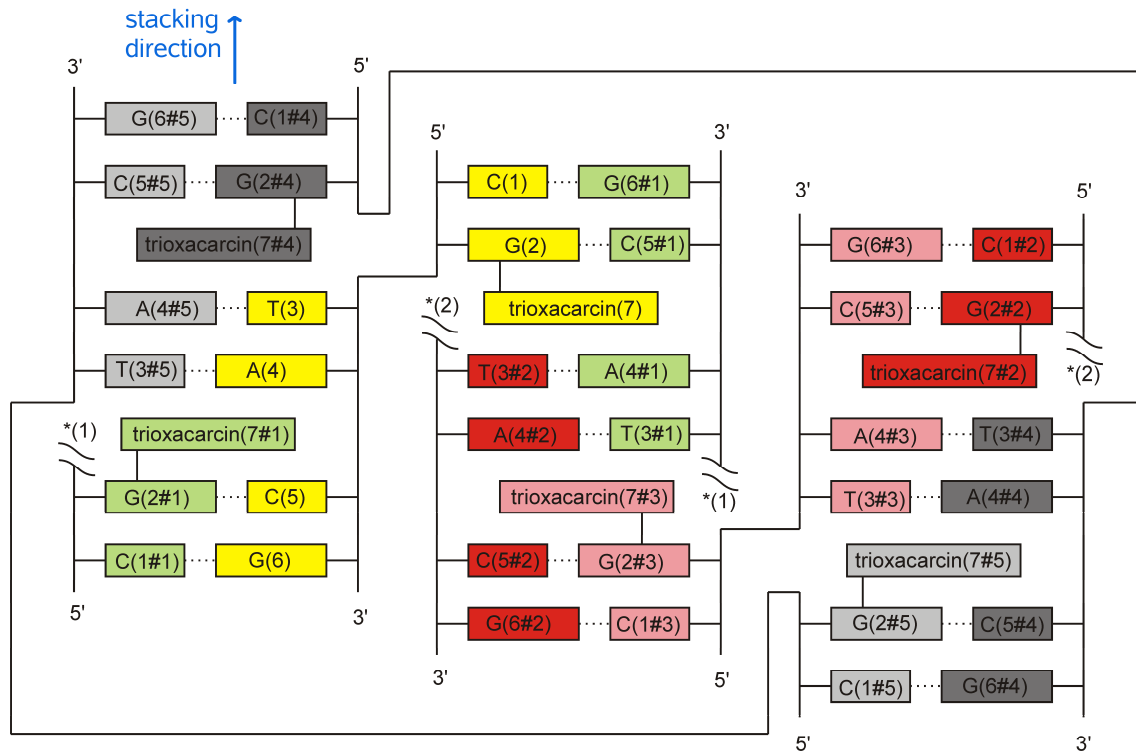 stacking
direction
3'
5'
G(6#5)
C(1#4)
C(5#5)
G(2#4)
trioxacarcin(7#4)
A(4#5)
T(3)
T(3#5)
A(4)
*(1)
trioxacarcin(7#1)
G(2#1)
C(5)
C(1#1)
G(6)
5'
3'
5'
3'
C(1)
G(6#1)
G(2)
C(5#1)
*(2)
trioxacarcin(7)
T(3#2)
A(4#1)
A(4#2)
T(3#1)
trioxacarcin(7#3)
*(1)
C(5#2)
G(2#3)
G(6#2)
C(1#3)
3'
5'
3'
5'
G(6#3)
C(1#2)
C(5#3)
G(2#2)
trioxacarcin(7#2)
*(2)
A(4#3)
T(3#4)
T(3#3)
A(4#4)
trioxacarcin(7#5)
G(2#5)
C(5#4)
C(1#5)
G(6#4)
5'
3'